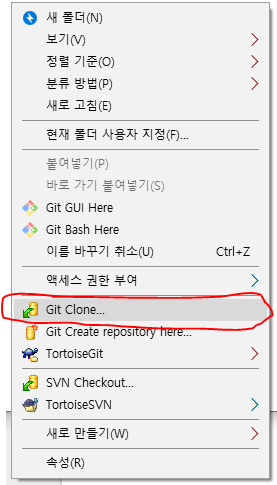 새 폴더(N)
보기(V)
정렬 기준(O)
분류 방법(P)
새로 고침(E)
현재 폴더 사용자 지정(F)...
붙여넣기(P)
바로 가기 붙여넣기(S)
Git GUI Here
Git Bash Here
이름 바꾸기 취소(U) Ctrl+Z
액세스 권한 부여
Git Clone...
Git Create repository here...
TortoiseGit
SVN Checkout...
TortoiseSVN
새로 만들기(W)
속성(R)